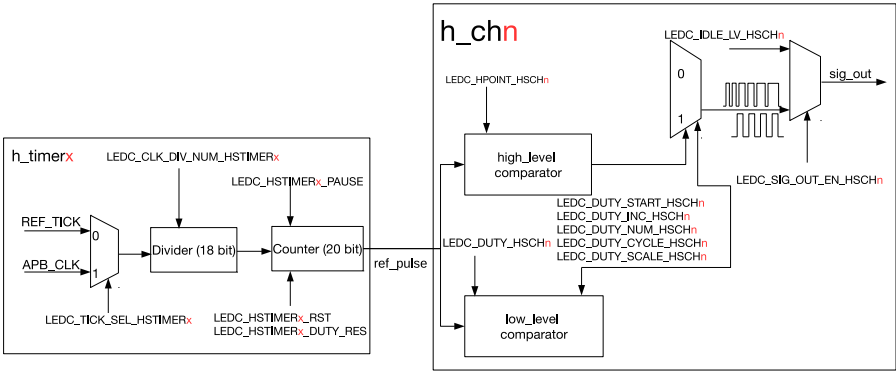 h_timerx
LEDC_CLK_DIV_NUM_HSTIMERx
LEDC_HSTIMERx_PAUSE
REF_TICK
0
Divider (18 bit)
Counter (20 bit)
APB_CLK
1
LEDC_TICK_SEL_HSTIMERx
LEDC_HSTIMERx_RST
LEDC_HSTIMERx_DUTY_RES
ref_pulse
h_chn
LEDC_HPOINT_HSCHn
high_level
comparator
LEDC_DUTY_HSCHn
low_level
comparator
LEDC_DUTY_START_HSCHn
LEDC_DUTY_INC_HSCHn
LEDC_DUTY_NUM_HSCHn
LEDC_DUTY_CYCLE_HSCHn
LEDC_DUTY_SCALE_HSCHn
0
1
LEDC_IDLE_LV_HSCHn
sig_out
LEDC_SIG_OUT_EN_HSCHn